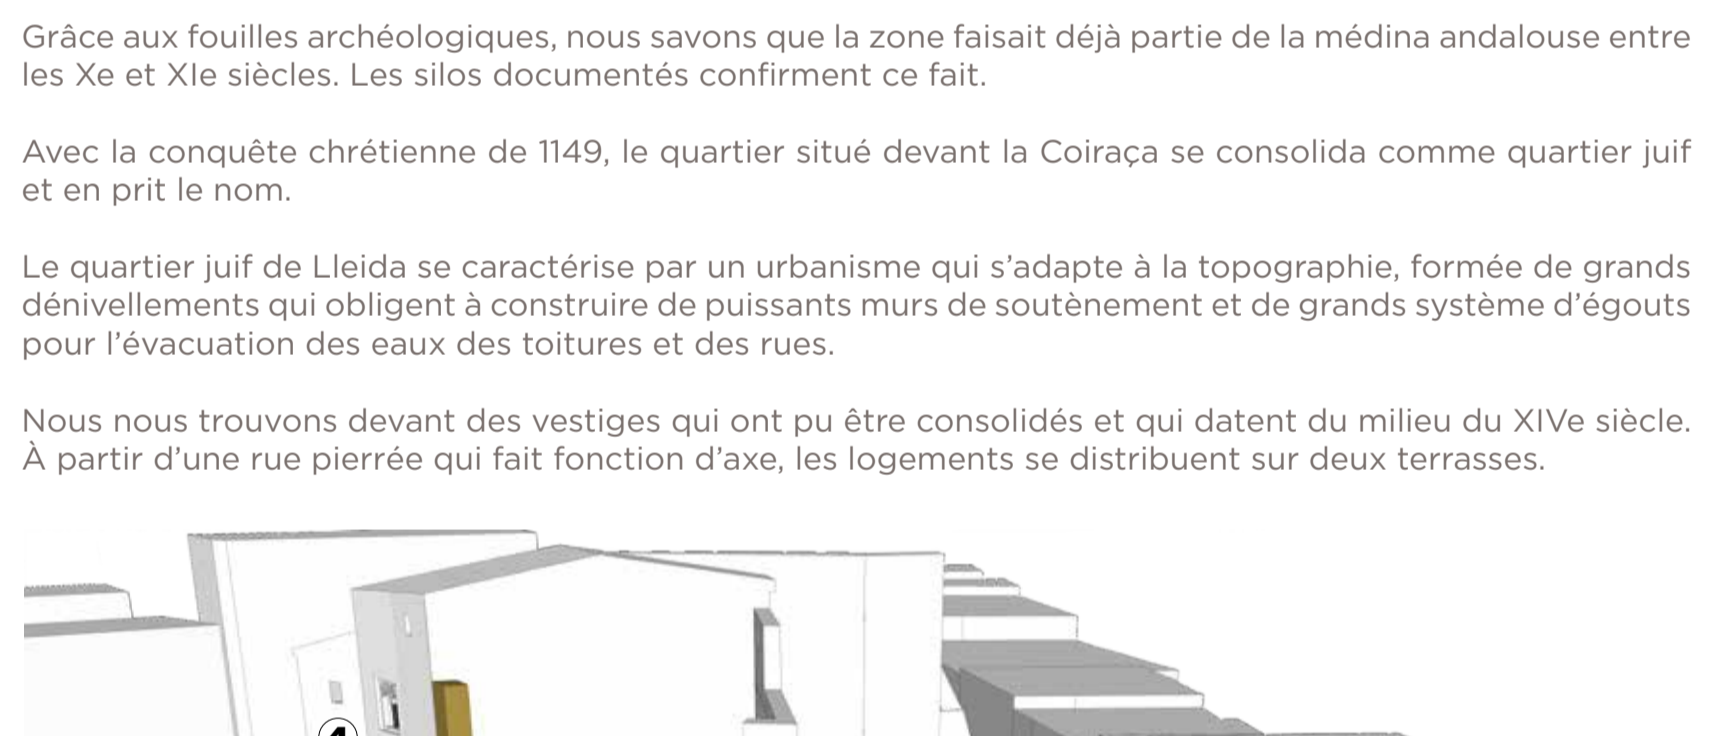 Grâce aux fouilles archéologiques, nous savons que la zone faisait déjà partie de la médina andalouse entre
les Xe et XIe siècles. Les silos documentés confirment ce fait.
Avec la conquête chrétienne de 1149, le quartier situé devant la Coiraça se consolida comme quartier juif
et en prit le nom.
Le quartier juif de Lleida se caractérise par un urbanisme qui s’adapte à la topographie, formée de grands
dénivellements qui obligent à construire de puissants murs de soutènement et de grands système d’égouts
pour l’évacuation des eaux des toitures et des rues.
Nous nous trouvons devant des vestiges qui ont pu être consolidés et qui datent du milieu du XIVe siècle.
À partir d’une rue pierrée qui fait fonction d’axe, les logements se distribuent sur deux terrasses.